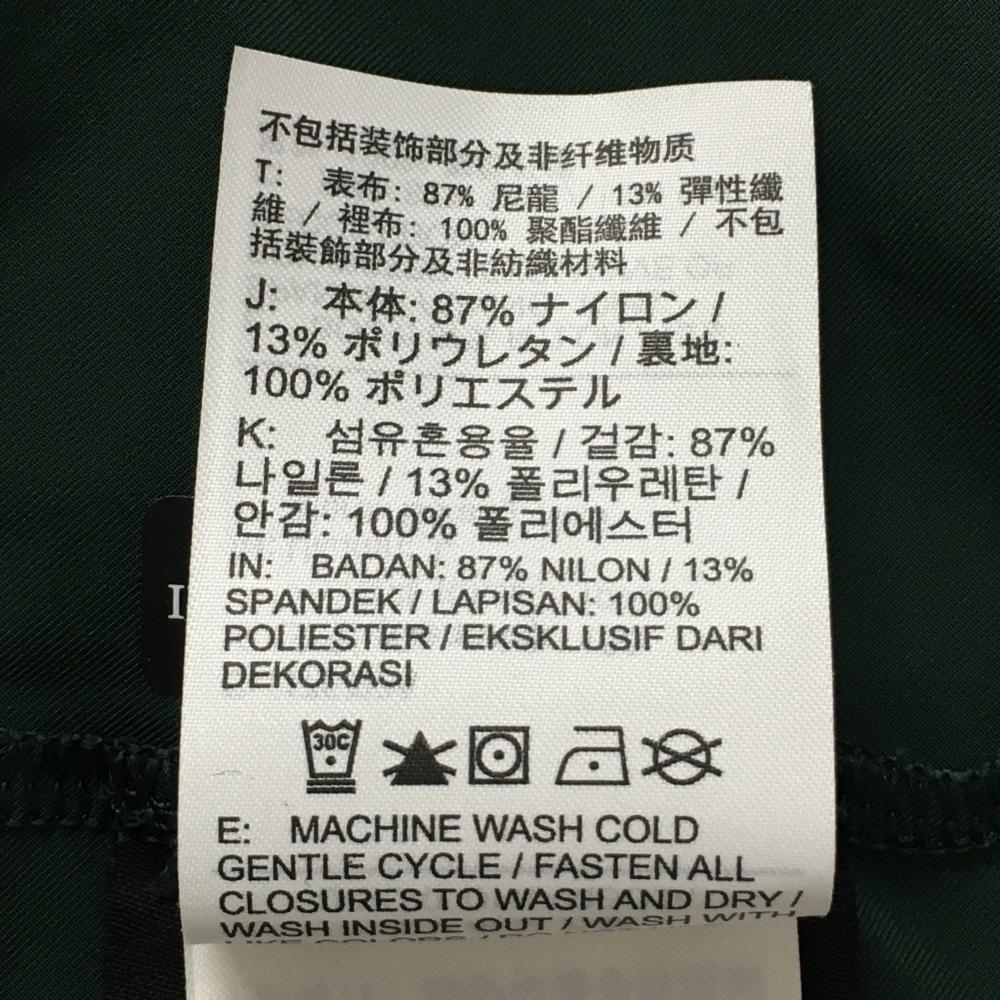 不包括装饰部分及非纤维物质
T: 表布: 87% 尼龍 / 13% 彈性纖
維 / 裡布: 100% 聚酯纖維 / 不包
括裝飾部分及非紡織材料
J: 本体: 87% ナイロン /
13% ポリウレタン / 裏地:
100% ポリエステル
K: 섬유혼용율 / 겉감: 87%
나일론 / 13% 폴리우레탄 /
안감: 100% 폴리에스터
IN: BADAN: 87% NILON / 13%
SPANDEK / LAPISAN: 100%
POLIESTER / EKSKLUSIF DARI
DEKORASI
30C
E: MACHINE WASH COLD
GENTLE CYCLE / FASTEN ALL
CLOSURES TO WASH AND DRY /
WASH INSIDE OUT / WASH WITH
LIKE COLORS /